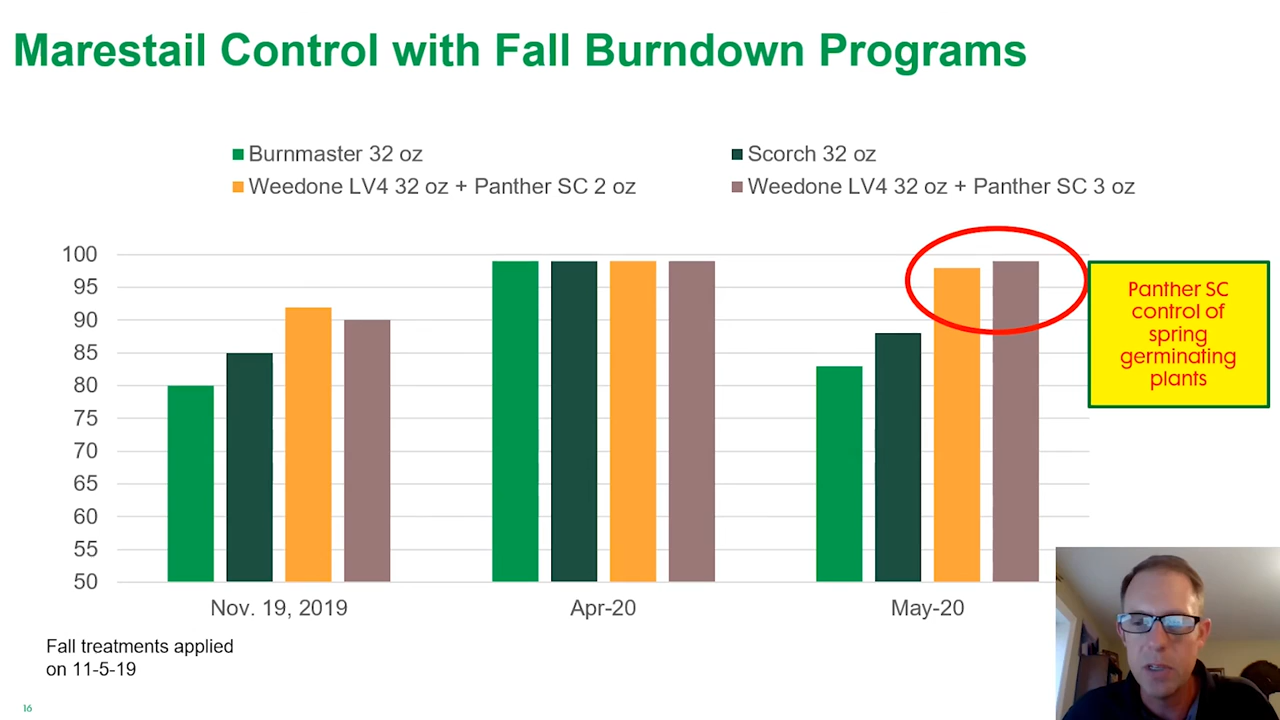 Marestail Control with Fall Burndown Programs
Burnmaster 32 oz
Scorch 32 oz
Weedone LV4 32 oz + Panther SC 2 oz
Weedone LV4 32 oz + Panther SC 3 oz
100
95
90
85
80
75
70
65
60
55
50
Nov. 19, 2019
Apr-20
May-20
Panther SC
control of
spring
germinating
plants
Fall treatments applied
on 11-5-19
16